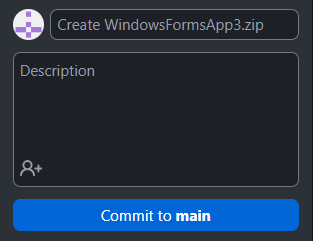 Create WindowsFormsApp3.zip
Description
Commit to main